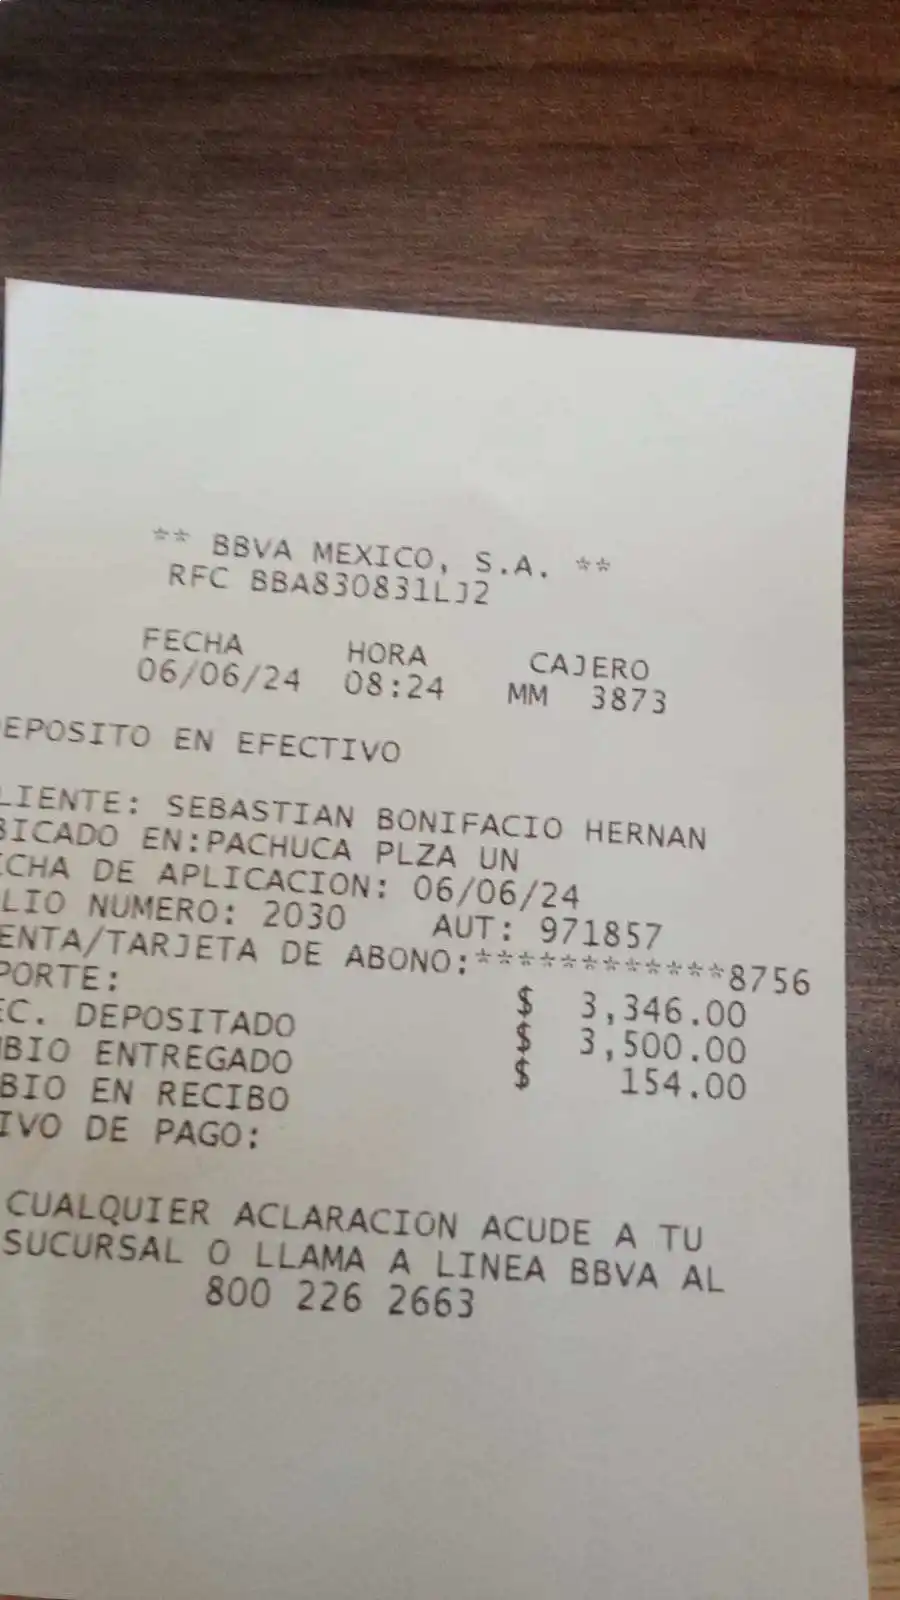 ** BBVA MEXICO, S.A. **
RFC BBA830831LJ2
FECHA HORA CAJERO
06/06/24 08:24 MM 3873
EPOSITO EN EFECTIVO
LIENTE: SEBASTIAN BONIFACIO HERNAN
BICADO EN:PACHUCA PLZA UN
CHA DE APLICACION: 06/06/24
LIO NUMERO: 2030 AUT: 971857
ENTA/TARJETA DE ABONO:************8756
PORTE: $ 3,346.00
EC. DEPOSITADO $ 3,500.00
MBIO ENTREGADO $ 154.00
BIO EN RECIBO
IVO DE PAGO:
CUALQUIER ACLARACION ACUDE A TU
SUCURSAL O LLAMA A LINEA BBVA AL
800 226 2663